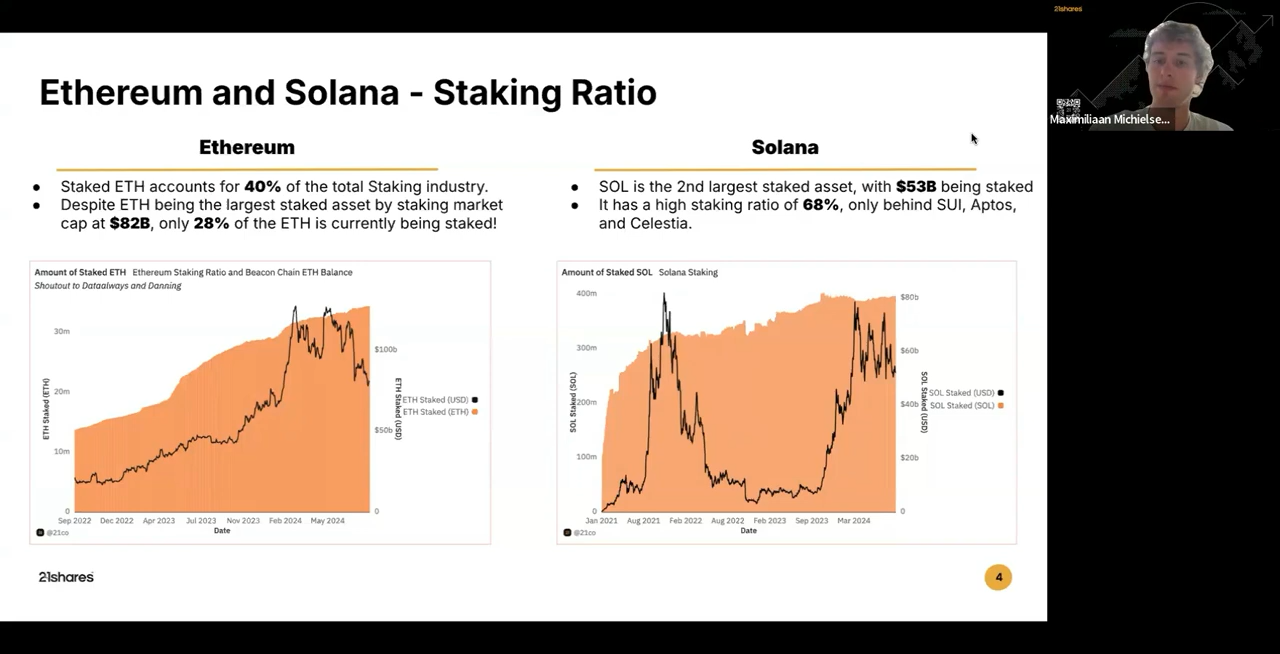 21shares
Maximiliaan Michielse...
Ethereum and Solana - Staking Ratio
Ethereum
● Staked ETH accounts for 40% of the total Staking industry.
● Despite ETH being the largest staked asset by staking market
cap at $82B, only 28% of the ETH is currently being staked!
Solana
● SOL is the 2nd largest staked asset, with $53B being staked
● It has a high staking ratio of 68%, only behind SUI, Aptos,
and Celestia.
Amount of Staked ETH Ethereum Staking Ratio and Beacon Chain ETH Balance
Shoutout to Dataalways and Danning
30m
20m
10m
0
ETH Staked (ETH)
$100b
$50b
0
ETH Staked (USD)
ETH Staked (USD)
ETH Staked (ETH)
Sep 2022 Dec 2022 Apr 2023 Jul 2023 Nov 2023 Feb 2024 May 2024
Date
@21co
Amount of Staked SOL Solana Staking
400m
300m
200m
100m
0
SOL Staked (SOL)
$80b
$60b
$40b
$20b
0
SOL Staked (USD)
SOL Staked (USD)
SOL Staked (SOL)
Jan 2021 Aug 2021 Feb 2022 Aug 2022 Feb 2023 Sep 2023 Mar 2024
Date
@21co
21shares
4